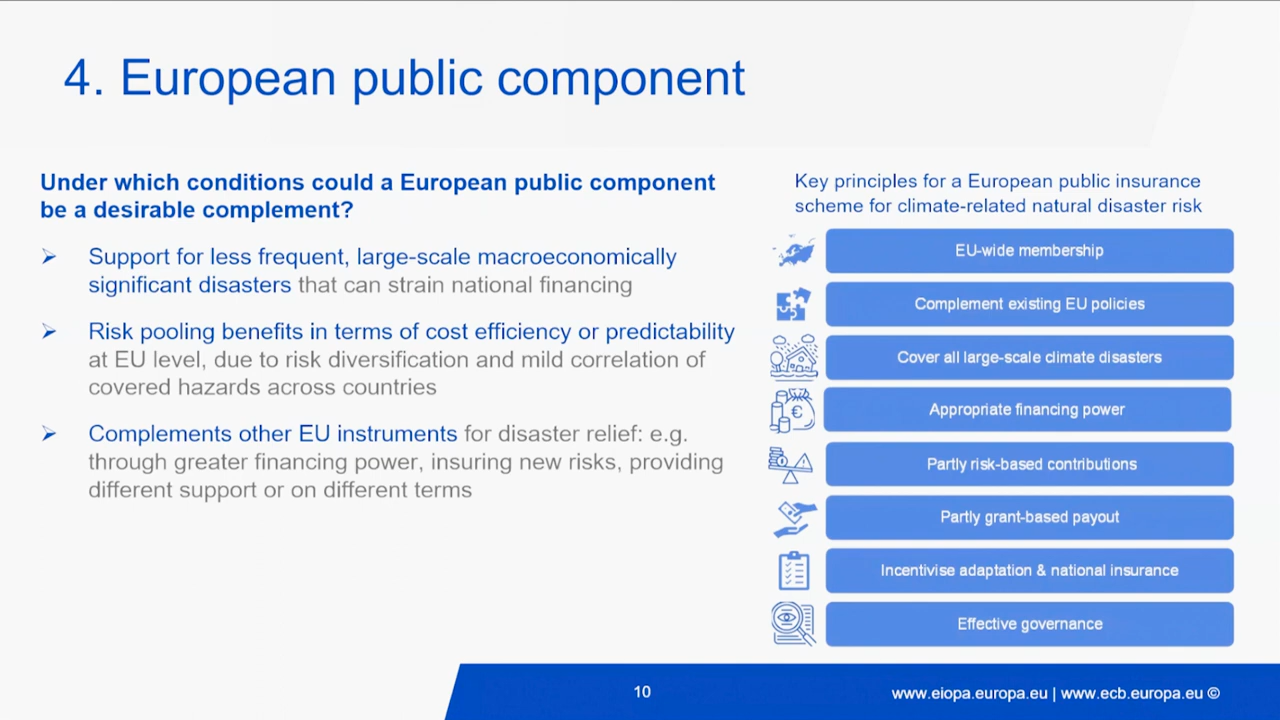 4. European public component
Under which conditions could a European public component
be a desirable complement?
➢ Support for less frequent, large-scale macroeconomically
significant disasters that can strain national financing
➢ Risk pooling benefits in terms of cost efficiency or predictability
at EU level, due to risk diversification and mild correlation of
covered hazards across countries
➢ Complements other EU instruments for disaster relief: e.g.
through greater financing power, insuring new risks, providing
different support or on different terms
Key principles for a European public insurance
scheme for climate-related natural disaster risk
EU-wide membership
Complement existing EU policies
Cover all large-scale climate disasters
Appropriate financing power
Partly risk-based contributions
Partly grant-based payout
Incentivise adaptation & national insurance
Effective governance
10
www.eiopa.europa.eu | www.ecb.europa.eu ©